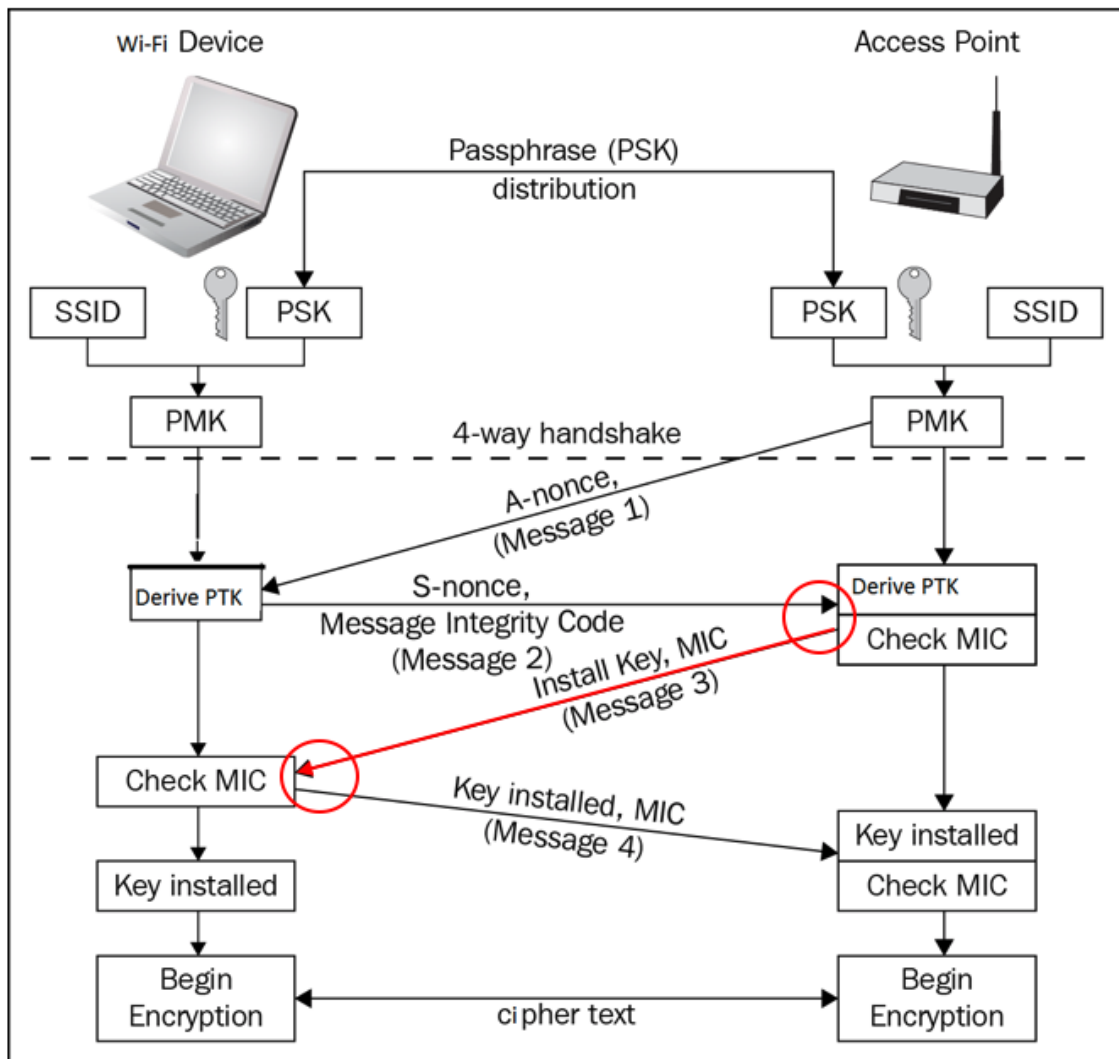 Wi-Fi Device
Access Point
Passphrase (PSK)
distribution
SSID
PSK
PSK
SSID
PMK
PMK
4-way handshake
A-nonce,
(Message 1)
Derive PTK
S-nonce,
Message Integrity Code
(Message 2)
Derive PTK
Check MIC
Install Key, MIC
(Message 3)
Check MIC
Key installed, MIC
(Message 4)
Key installed
Check MIC
Key installed
Begin
Encryption
cipher text
Begin
Encryption